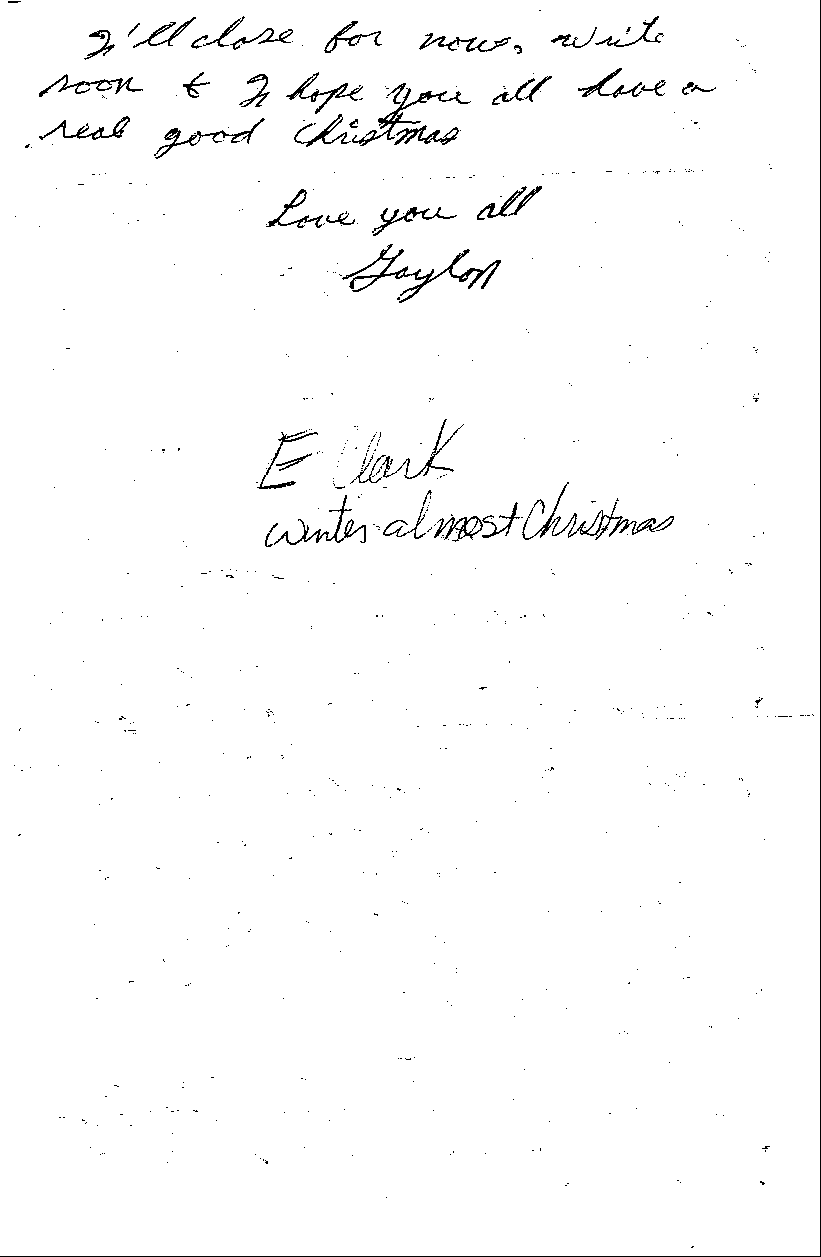 I'll close for now, write
soon & I hope you all have a
real good Christmas
Love you all
Gaylon
E Clark
winter almost Christmas